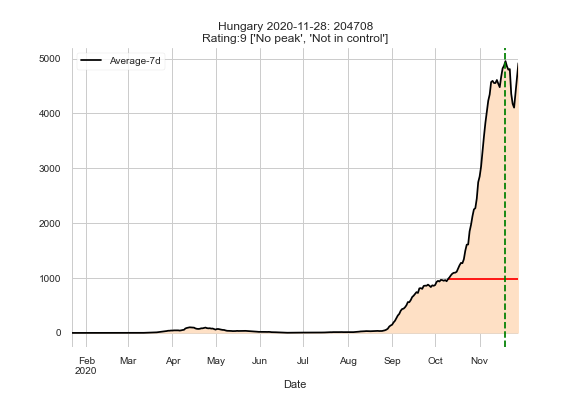 Hungary 2020-11-28: 204708
Rating:9 ['No peak', 'Not in control']
Average-7d
5000
4000
3000
2000
1000
0
Feb Mar Apr May Jun Jul Aug Sep Oct Nov
2020
Date